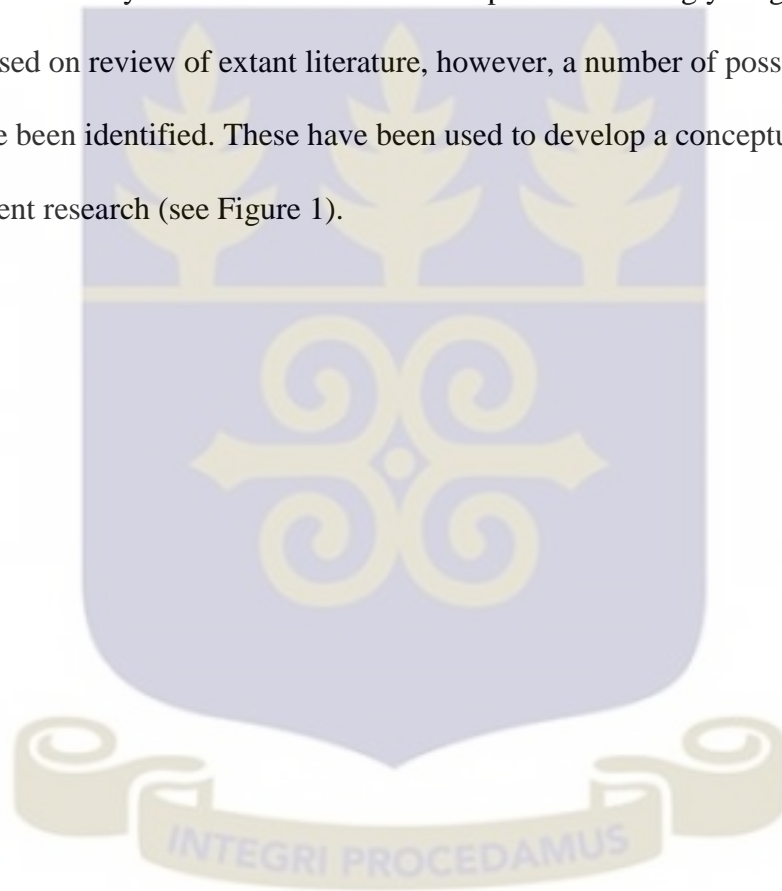 sed on review of extant literature, however, a number of poss
e been identified. These have been used to develop a conceptu
ent research (see Figure 1).
INTEGRI PROCEDAMUS